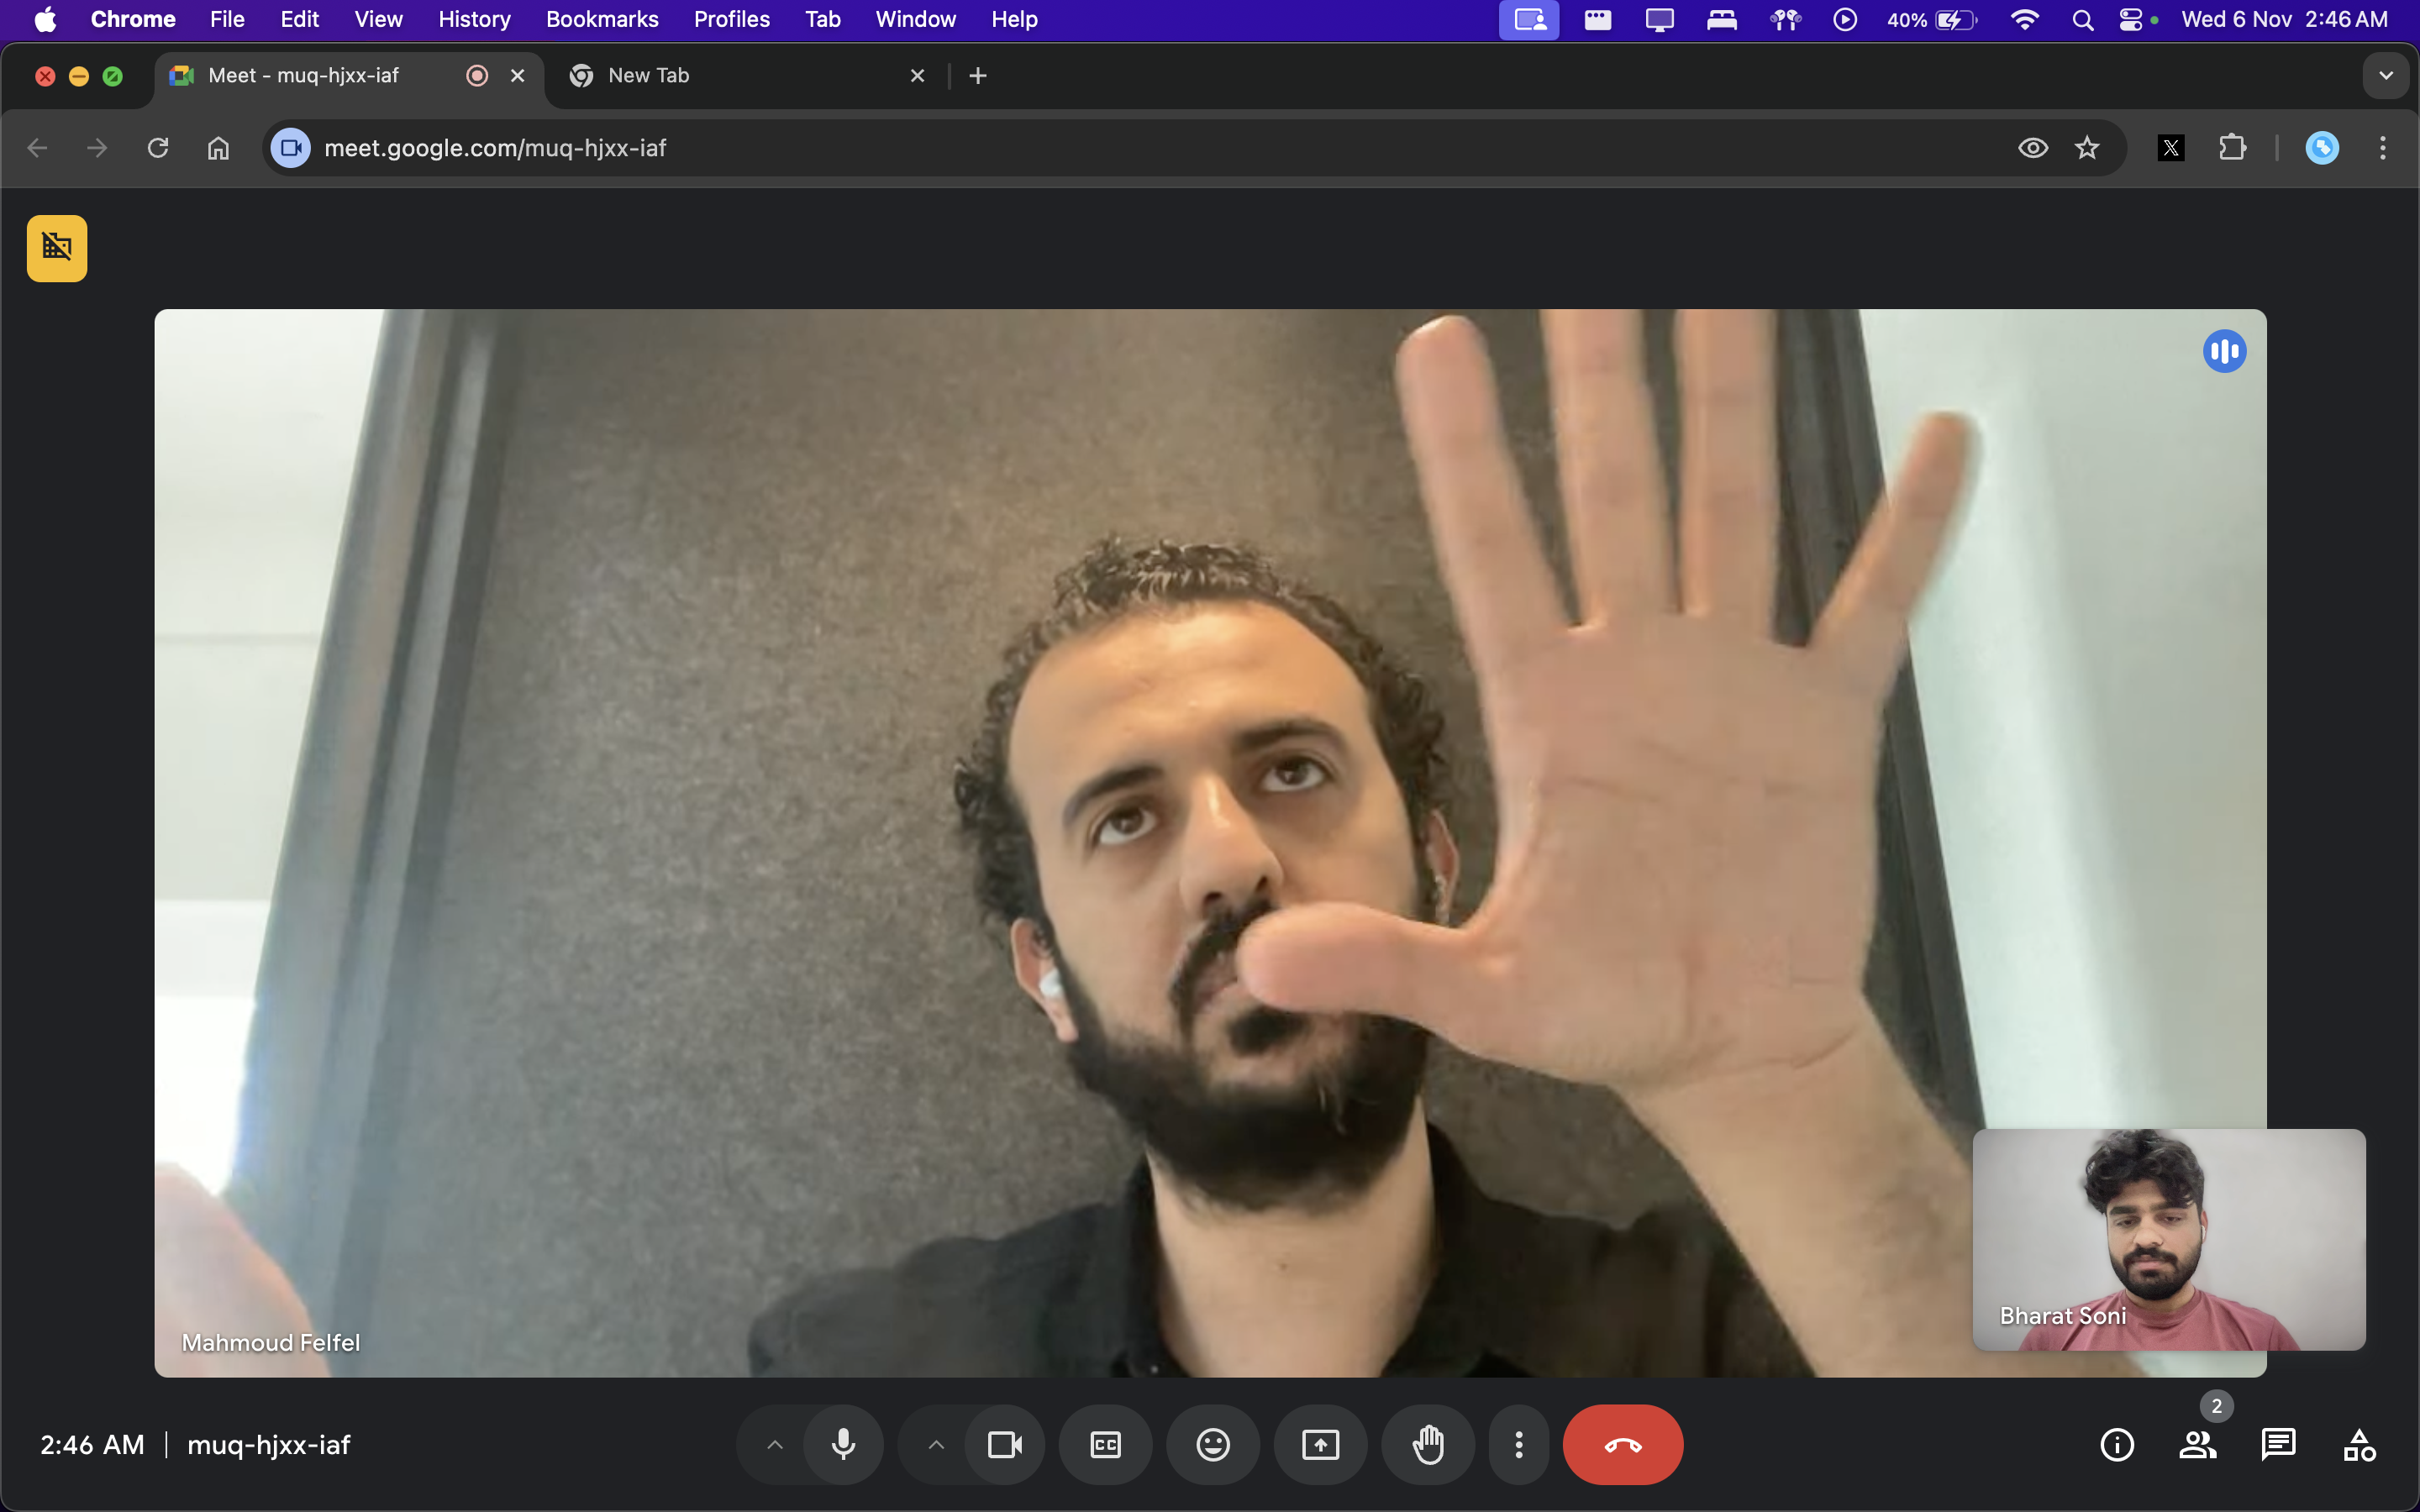 Chrome File Edit View History Bookmarks Profiles Tab Window Help 40% Wed 6 Nov 2:46 AM
Meet - muq-hjxx-iaf New Tab
meet.google.com/muq-hjxx-iaf
Mahmoud Felfel
Bharat Soni
2:46 AM | muq-hjxx-iaf CC 2